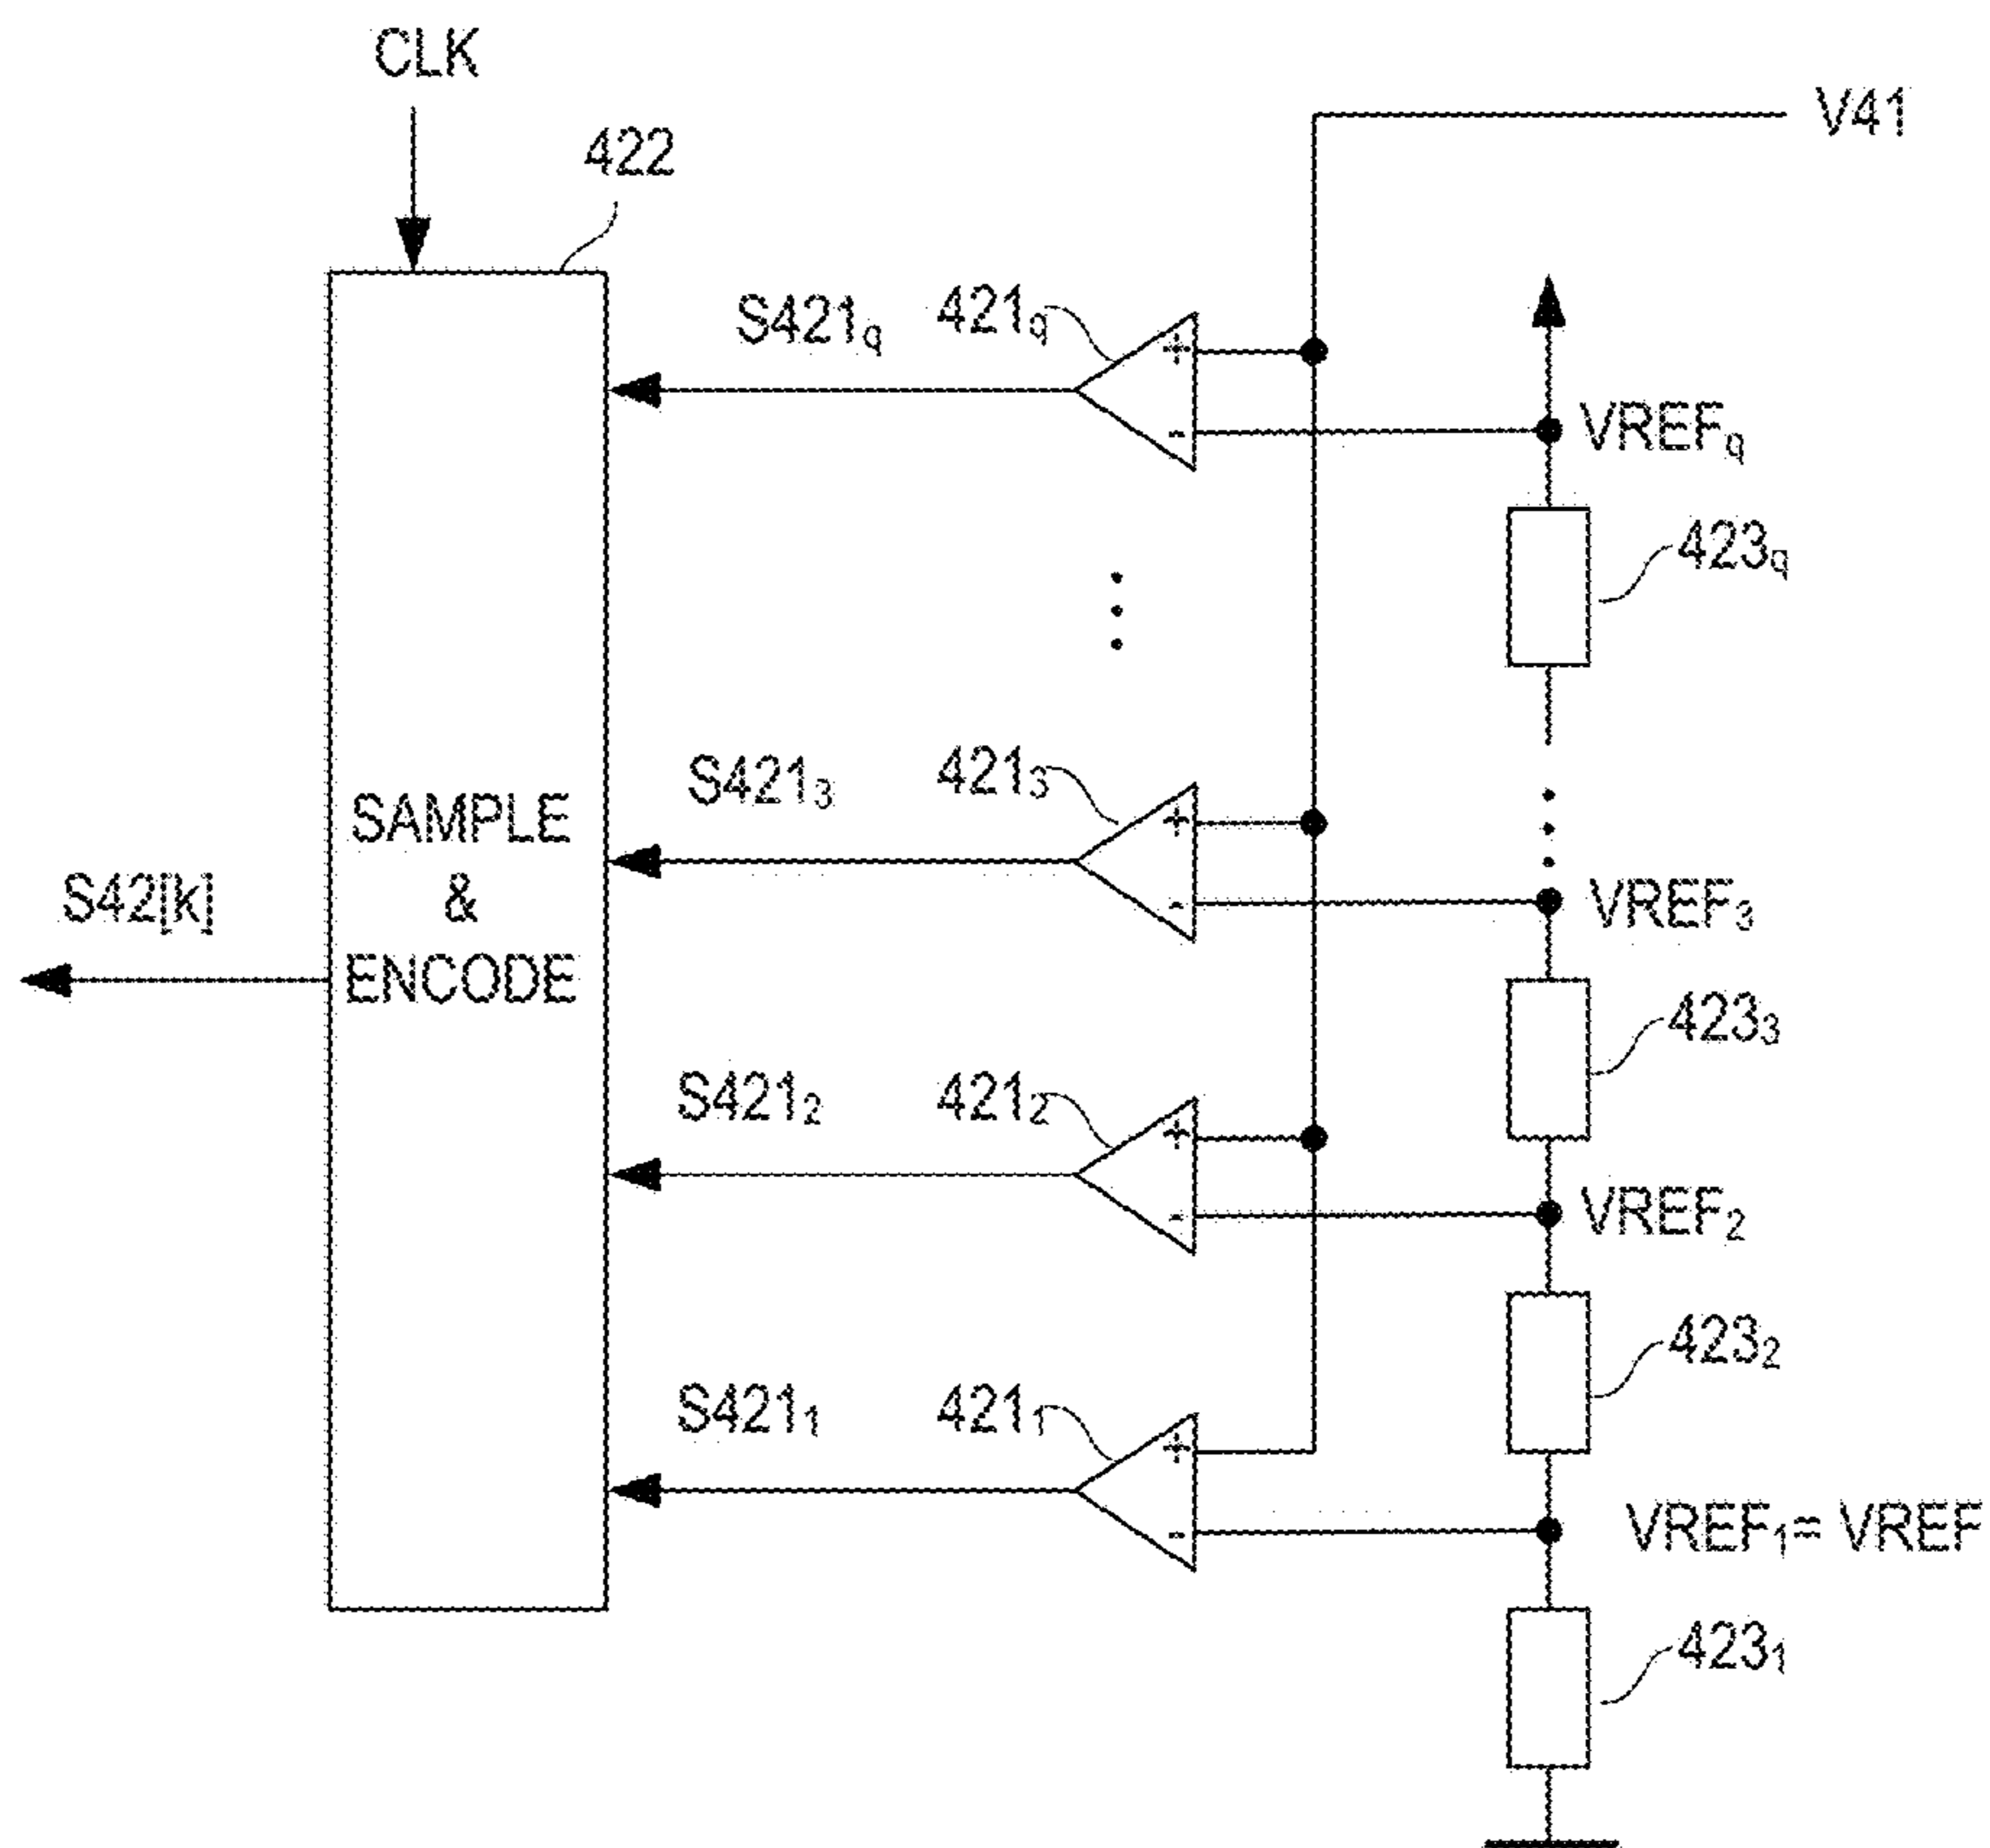 CLK
V41
422
S421q
421q
+
-
VREFq
423q
S421₃
421₃
+
-
VREF₃
SAMPLE
&
ENCODE
S42[k]
423₃
S421₂
421₂
+
-
VREF₂
423₂
S421₁
421₁
+
-
VREF₁= VREF
423₁